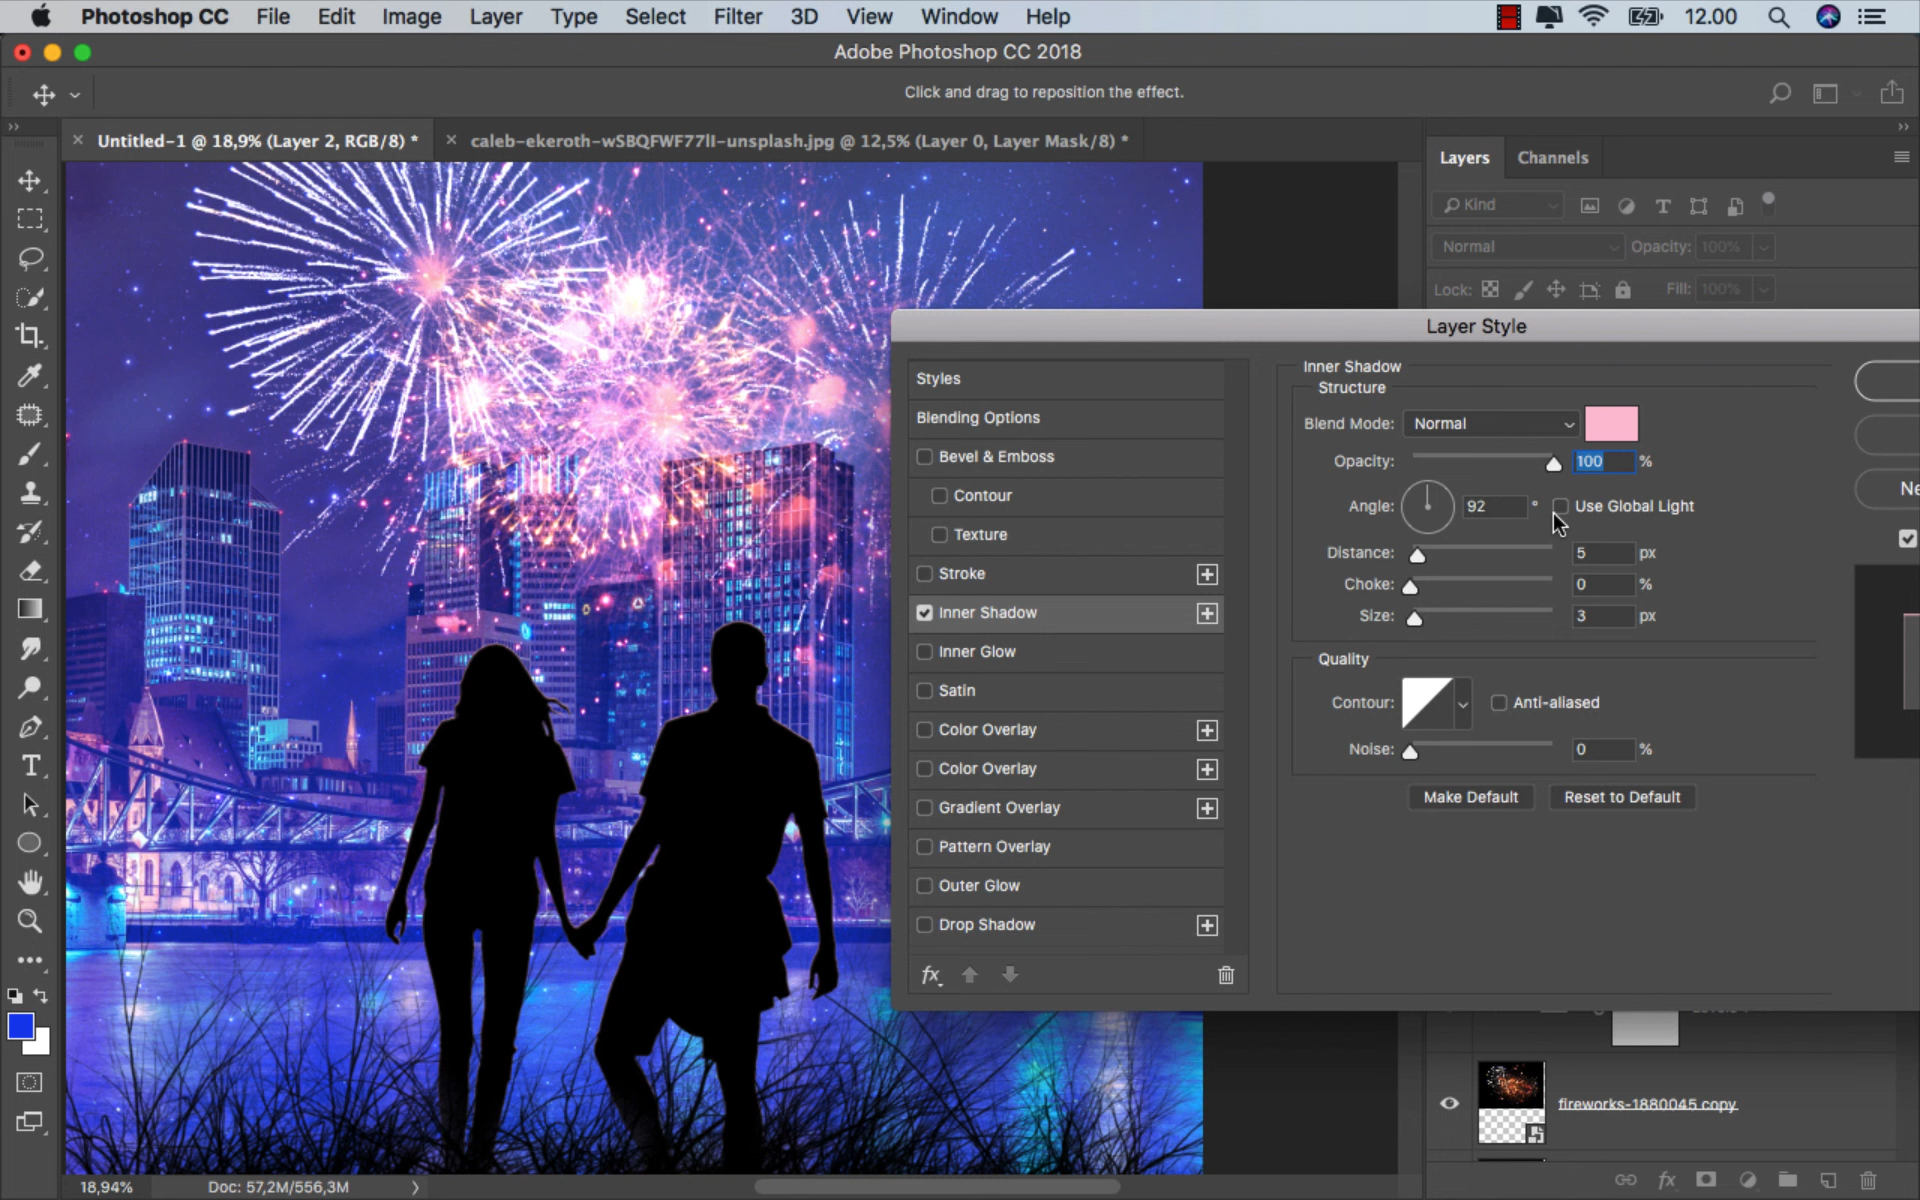 Photoshop CC File Edit Image Layer Type Select Filter 3D View Window Help 12.00
Adobe Photoshop CC 2018
Click and drag to reposition the effect.
Untitled-1 @ 18,9% (Layer 2, RGB/8) *
caleb-ekeroth-wSBQFWF77lI-unsplash.jpg @ 12,5% (Layer 0, Layer Mask/8) *
Layers Channels
Kind
Normal Opacity: 100%
Lock: Fill: 100%
Layer Style
Styles
Blending Options
Bevel & Emboss
Contour
Texture
Stroke
Inner Shadow
Inner Glow
Satin
Color Overlay
Color Overlay
Gradient Overlay
Pattern Overlay
Outer Glow
Drop Shadow
fx
Inner Shadow
Structure
Blend Mode: Normal
Opacity: 100 %
Angle: 92 ° Use Global Light
Distance: 5 px
Choke: 0 %
Size: 3 px
Quality
Contour: Anti-aliased
Noise: 0 %
Make Default Reset to Default
Ne
fireworks-1880045 copy
fx
18,94% Doc: 57,2M/556,3M